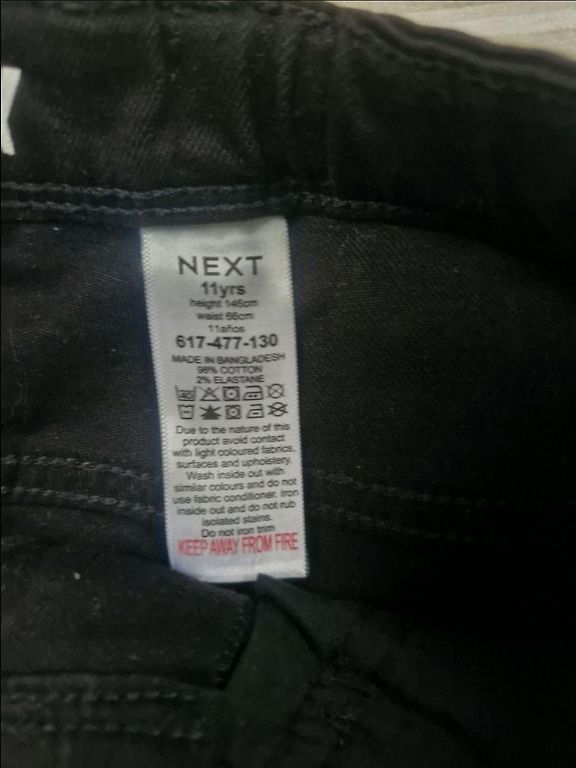 NEXT
11yrs
height 146cm
waist 66cm
11años
617-477-130
MADE IN BANGLADESH
98% COTTON
2% ELASTANE
Due to the nature of this
product avoid contact
with light coloured fabrics,
surfaces and upholstery.
Wash inside out with
similar colours and do not
use fabric conditioner. Iron
inside out and do not rub
isolated stains.
Do not iron trim
KEEP AWAY FROM FIRE